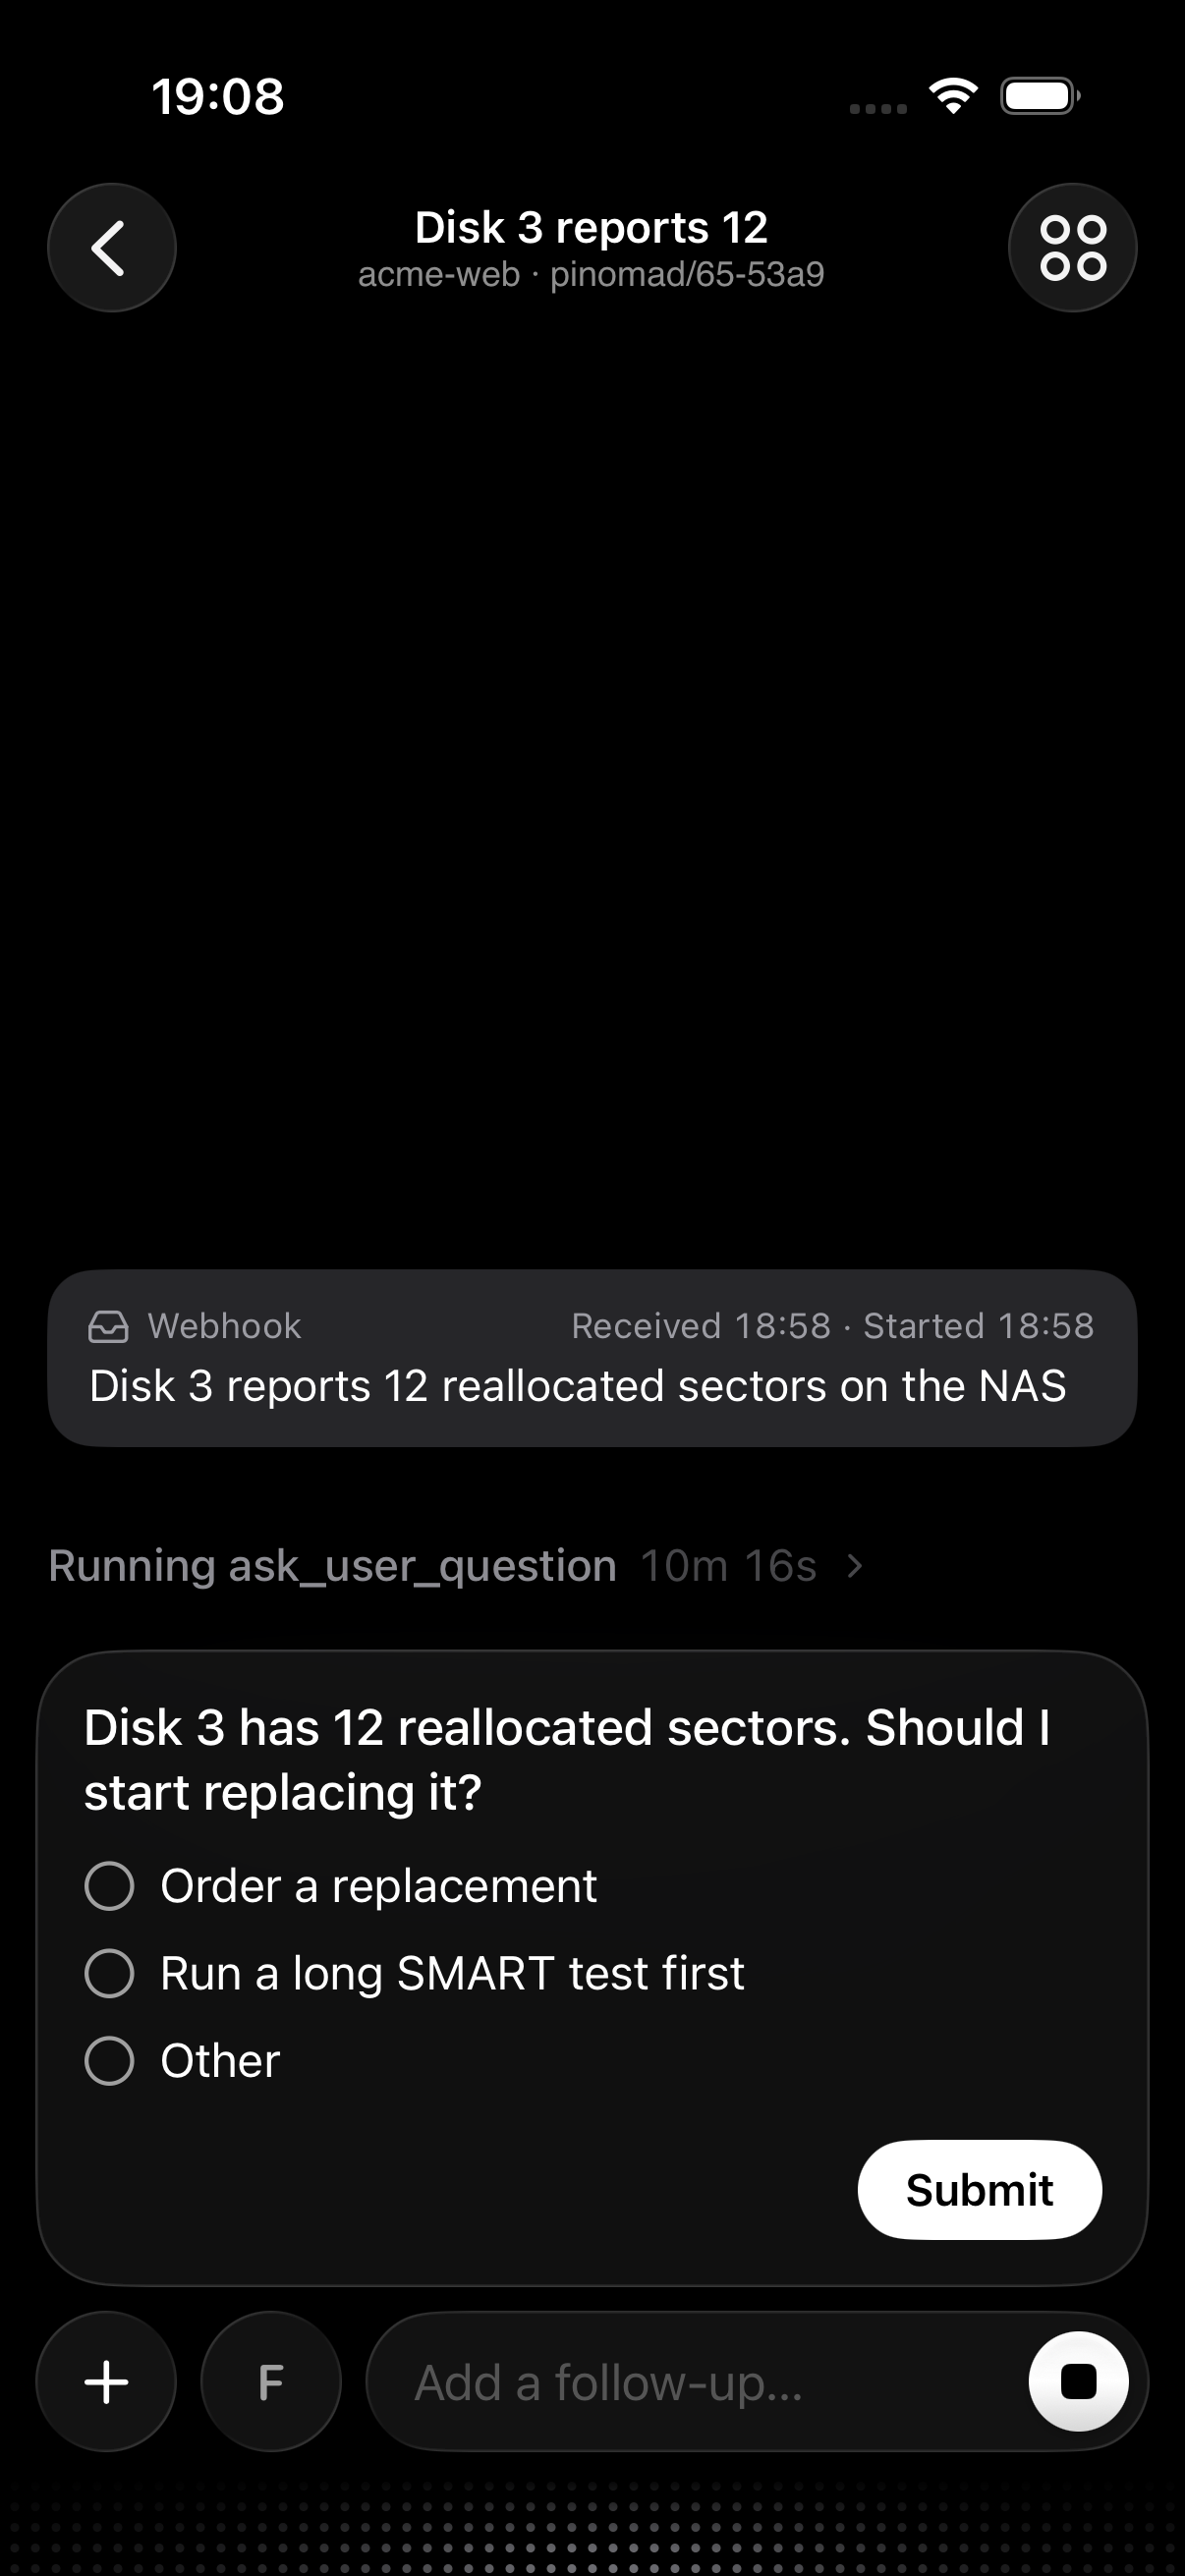 19:08
Disk 3 reports 12
acme-web · pinomad/65-53a9
Webhook
Received 18:58 · Started 18:58
Disk 3 reports 12 reallocated sectors on the NAS
Running ask_user_question 10m 16s
Disk 3 has 12 reallocated sectors. Should I
start replacing it?
Order a replacement
Run a long SMART test first
Other
Submit
F
Add a follow-up...